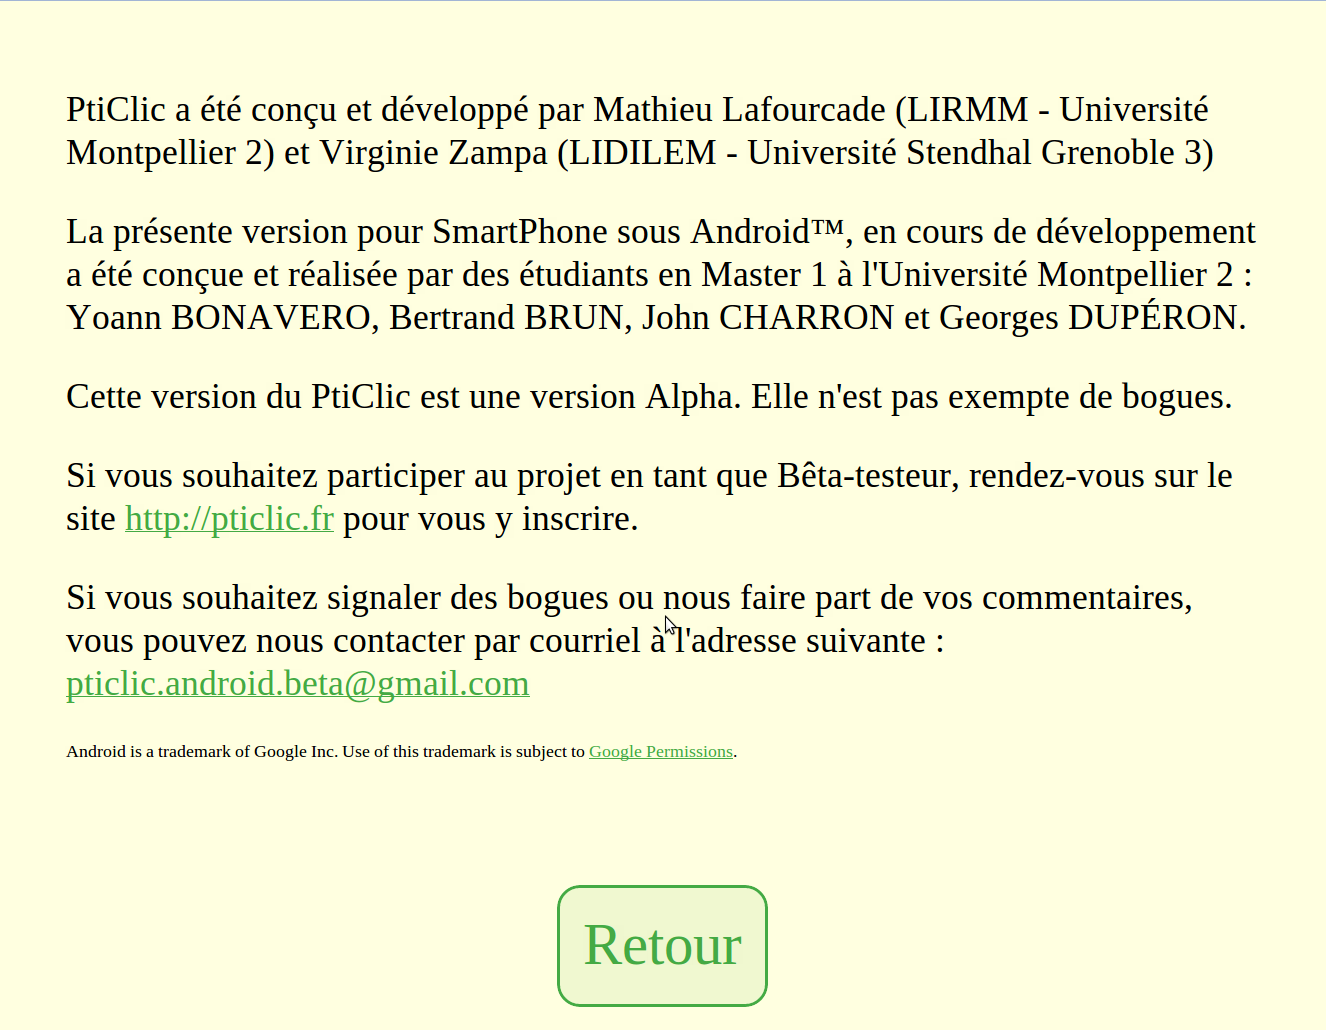 PtiClic a été conçu et développé par Mathieu Lafourcade (LIRMM - Université
Montpellier 2) et Virginie Zampa (LIDILEM - Université Stendhal Grenoble 3)
La présente version pour SmartPhone sous Android™, en cours de développement
a été conçue et réalisée par des étudiants en Master 1 à l'Université Montpellier 2 :
Yoann BONAVERO, Bertrand BRUN, John CHARRON et Georges DUPÉRON.
Cette version du PtiClic est une version Alpha. Elle n'est pas exempte de bogues.
Si vous souhaitez participer au projet en tant que Bêta-testeur, rendez-vous sur le
site http://pticlic.fr pour vous y inscrire.
Si vous souhaitez signaler des bogues ou nous faire part de vos commentaires,
vous pouvez nous contacter par courriel à l'adresse suivante :
pticlic.android.beta@gmail.com
Android is a trademark of Google Inc. Use of this trademark is subject to Google Permissions.
Retour